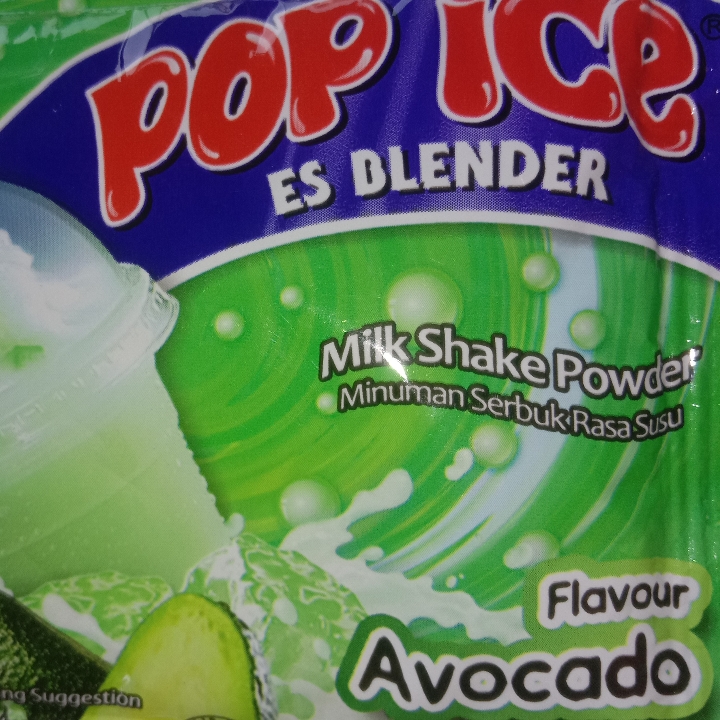 POP ICE ®
ES BLENDER
Milk Shake Powder
Minuman Serbuk Rasa Susu
Flavour
Avocado
Suggestion